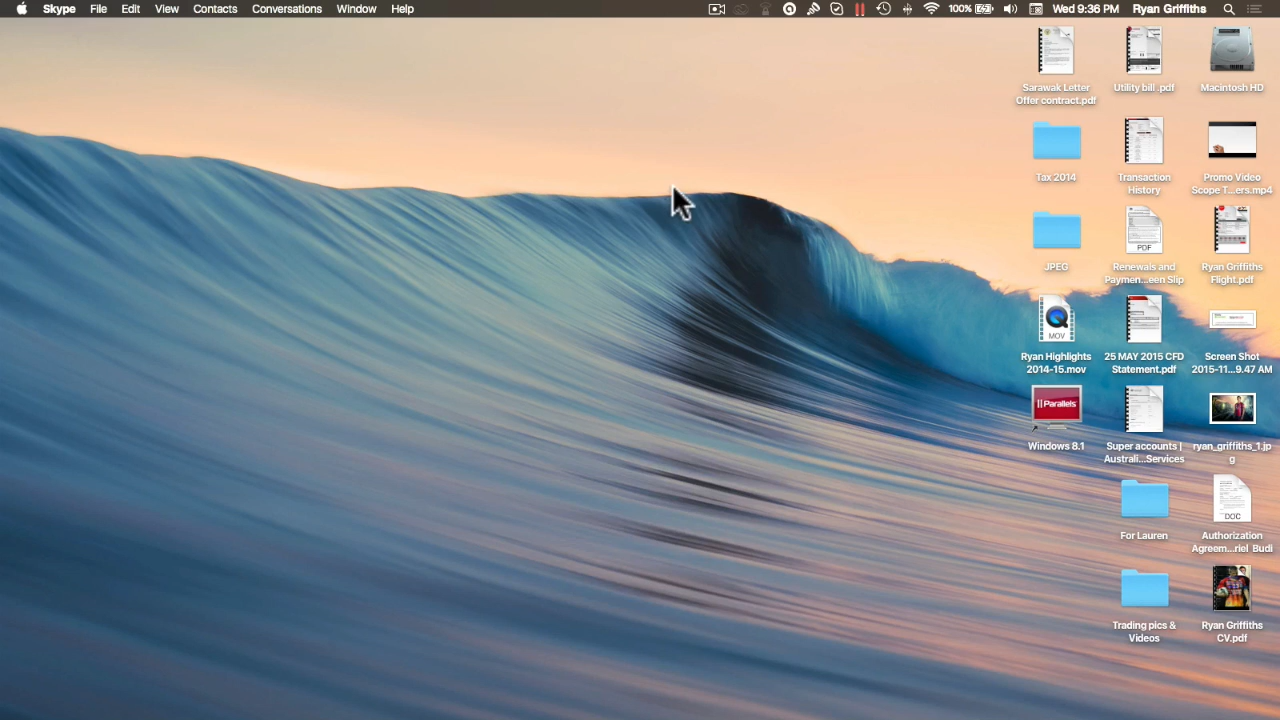 Skype File Edit View Contacts Conversations Window Help 100% Wed 9:36 PM Ryan Griffiths
Sarawak Letter
Offer contract.pdf
Utility bill .pdf
Macintosh HD
Tax 2014
Transaction
History
Promo Video
Scope T...ers.mp4
JPEG
PDF
Renewals and
Paymen...een Slip
Ryan Griffiths
Flight.pdf
MOV
Ryan Highlights
2014-15.mov
25 MAY 2015 CFD
Statement.pdf
Screen Shot
2015-11...9.47 AM
Parallels
Windows 8.1
Super accounts |
Australi...Services
ryan_griffiths_1.jp
g
For Lauren
DOC
Authorization
Agreem...riel Budi
Trading pics &
Videos
Ryan Griffiths
CV.pdf